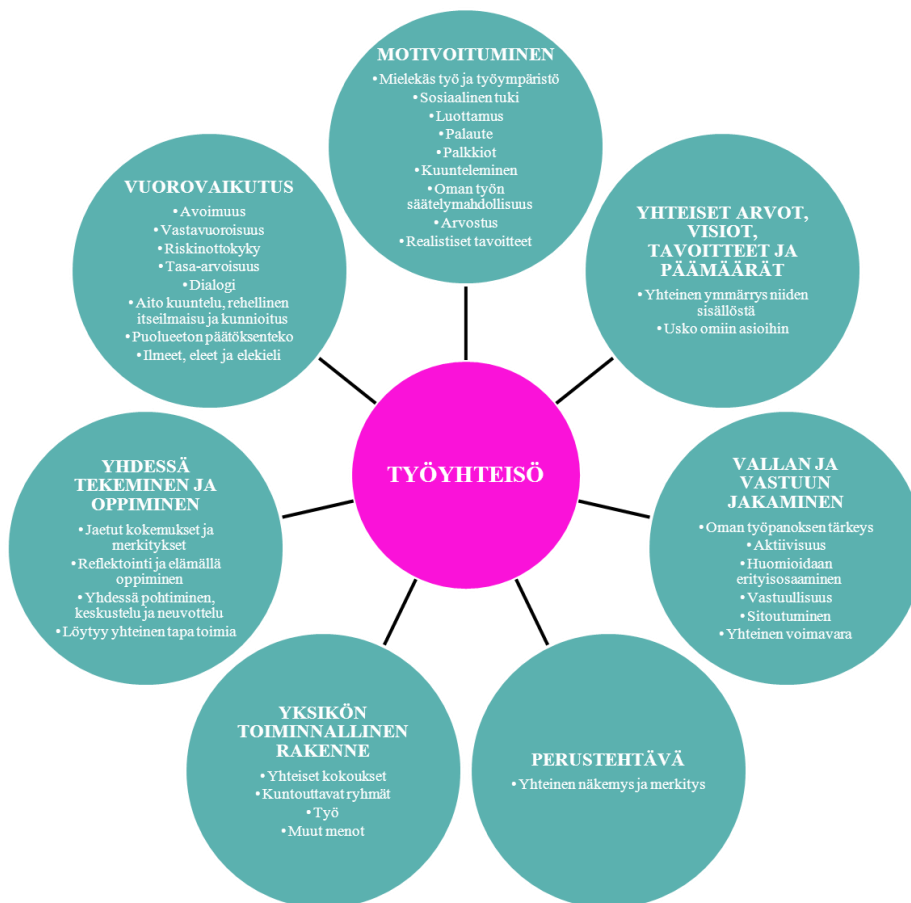 MOTIVOITUMINEN
• Mielekäs työ ja työympäristö
• Sosiaalinen tuki
• Luottamus
• Palaute
• Palkkiot
• Kuunteleminen
• Oman työn
säätelymahdollisuus
• Arvostus
• Realistiset tavoitteet
YHTEISET ARVOT,
VISIOT,
TAVOITTEET JA
PÄÄMÄÄRÄT
• Yhteinen ymmärrys niiden
sisällöstä
• Usko omiin asioihin
VALLAN JA
VASTUUN
JAKAMINEN
• Oman työpanoksen tärkeys
• Aktiivisuus
• Huomioidaan
erityisosaaminen
• Vastuullisuus
• Sitoutuminen
• Yhteinen voimavara
PERUSTEHTÄVÄ
• Yhteinen näkemys ja merkitys
YKSIKÖN
TOIMINNALLINEN
RAKENNE
• Yhteiset kokoukset
• Kuntouttavat ryhmät
• Työ
• Muut menot
YHDESSÄ
TEKEMINEN JA
OPPIMINEN
• Jaetut kokemukset ja
merkitykset
• Reflektointi ja elämällä
oppiminen
• Yhdessä pohtiminen,
keskustelu ja neuvottelu
• Löytyy yhteinen tapa toimia
VUOROVAIKUTUS
• Avoimuus
• Vastavuoroisuus
• Riskinottokyky
• Tasa-arvoisuus
• Dialogi
• Aito kuuntelu, rehellinen
itseilmaisu ja kunnioitus
• Puolueeton päätöksenteko
• Ilmeet, eleet ja elekieli
TYÖYHTEISÖ